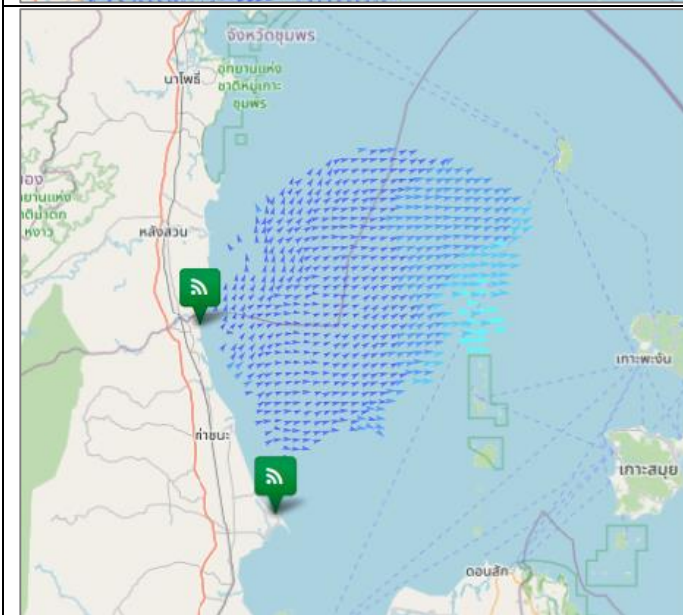 จังหวัดชุมพร
นาโพธิ์
อุทยานแห่ง
ชาติหมู่เกาะ
ชุมพร
หลังสวน
เกาะพะงัน
ท่าชนะ
เกาะสมุย
ดอนสัก